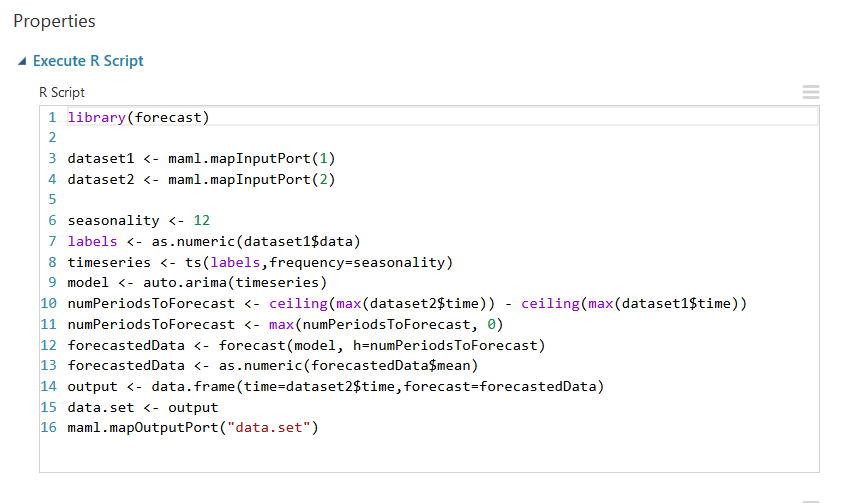 Properties
Execute R Script
R Script
1 library(forecast)
2
3 dataset1 <- maml.mapInputPort(1)
4 dataset2 <- maml.mapInputPort(2)
5
6 seasonality <- 12
7 labels <- as.numeric(dataset1$data)
8 timeseries <- ts(labels,frequency=seasonality)
9 model <- auto.arima(timeseries)
10 numPeriodsToForecast <- ceiling(max(dataset2$time)) - ceiling(max(dataset1$time))
11 numPeriodsToForecast <- max(numPeriodsToForecast, 0)
12 forecastedData <- forecast(model, h=numPeriodsToForecast)
13 forecastedData <- as.numeric(forecastedData$mean)
14 output <- data.frame(time=dataset2$time,forecast=forecastedData)
15 data.set <- output
16 maml.mapOutputPort("data.set")